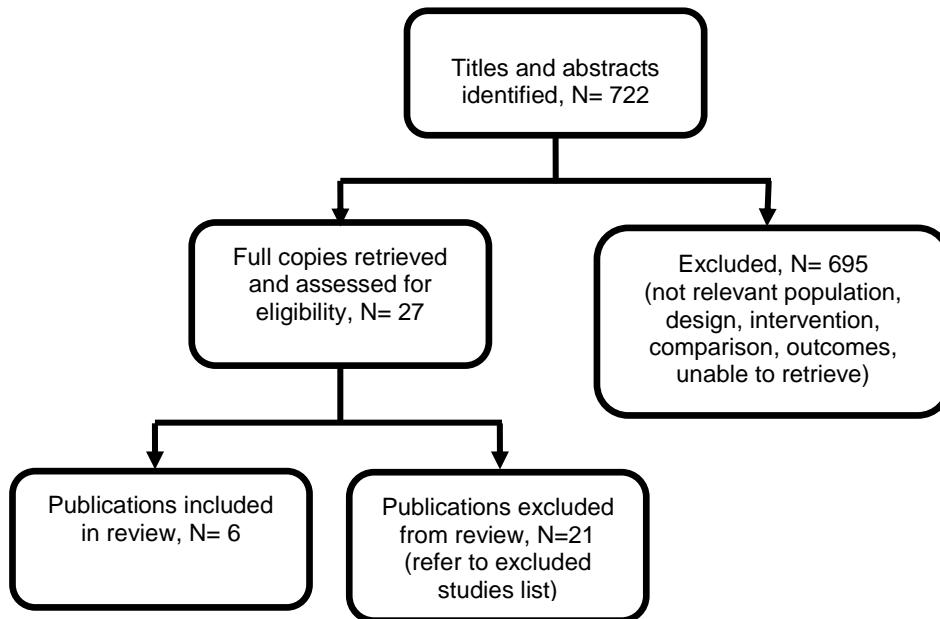 Titles and abstracts
identified, N= 722
Full copies retrieved
and assessed for
eligibility, N= 27
Excluded, N= 695
(not relevant population,
design, intervention,
comparison, outcomes,
unable to retrieve)
Publications included
in review, N= 6
Publications excluded
from review, N=21
(refer to excluded
studies list)